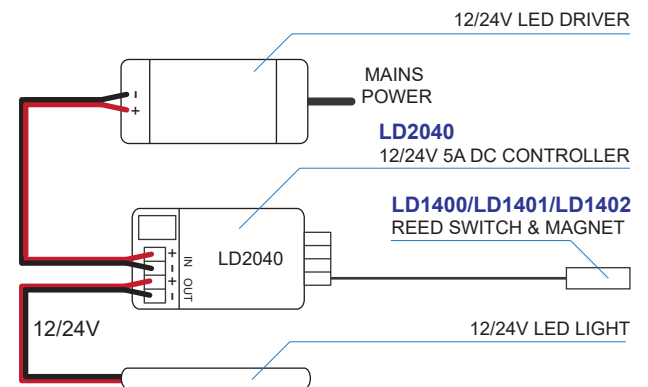 12/24V LED DRIVER
-
+
MAINS
POWER
LD2040
12/24V 5A DC CONTROLLER
LD1400/LD1401/LD1402
REED SWITCH & MAGNET
LD2040
+
-
IN
+
-
OUT
12/24V
12/24V LED LIGHT